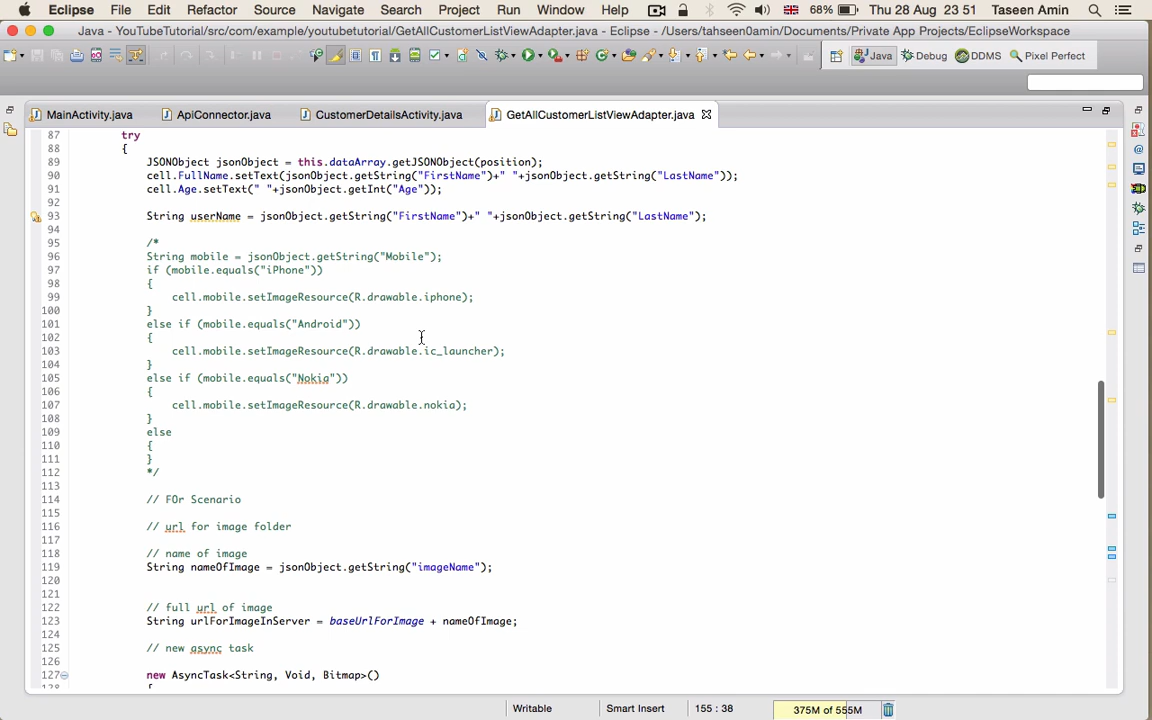 Eclipse File Edit Refactor Source Navigate Search Project Run Window Help 68% Thu 28 Aug 23 51 Taseen Amin
Java - YouTubeTutorial/src/com/example/youtubetutorial/GetAllCustomerListViewAdapter.java - Eclipse - /Users/tahseen0amin/Documents/Private App Projects/EclipseWorkspace
Java Debug DDMS Pixel Perfect
MainActivity.java ApiConnector.java CustomerDetailsActivity.java GetAllCustomerListViewAdapter.java
87 try
88 {
89 JSONObject jsonObject = this.dataArray.getJSONObject(position);
90 cell.FullName.setText(jsonObject.getString("FirstName")+" "+jsonObject.getString("LastName"));
91 cell.Age.setText(" "+jsonObject.getInt("Age"));
92
93 String userName = jsonObject.getString("FirstName")+" "+jsonObject.getString("LastName");
94
95 /*
96 String mobile = jsonObject.getString("Mobile");
97 if (mobile.equals("iPhone"))
98 {
99 cell.mobile.setImageResource(R.drawable.iphone);
100 }
101 else if (mobile.equals("Android"))
102 {
103 cell.mobile.setImageResource(R.drawable.ic_launcher);
104 }
105 else if (mobile.equals("Nokia"))
106 {
107 cell.mobile.setImageResource(R.drawable.nokia);
108 }
109 else
110 {
111 }
112 */
113
114 // FOr Scenario
115
116 // url for image folder
117
118 // name of image
119 String nameOfImage = jsonObject.getString("imageName");
120
121
122 // full url of image
123 String urlForImageInServer = baseUrlForImage + nameOfImage;
124
125 // new async task
126
127 new AsyncTask<String, Void, Bitmap>()
128 {
Writable Smart Insert 155 : 38 375M of 555M